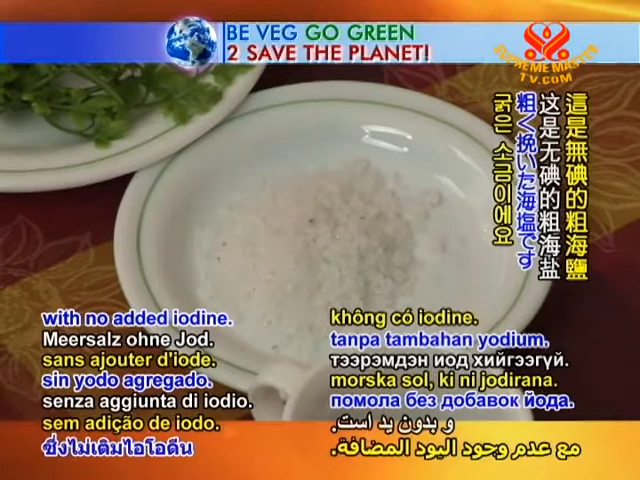 BE VEG GO GREEN
2 SAVE THE PLANET!
SUPREME MASTER
TV.COM
這是無碘的粗海鹽
这是无碘的粗海盐
粗く挽いた海塩です
굵은 소금이에요
with no added iodine.
Meersalz ohne Jod.
sans ajouter d'iode.
sin yodo agregado.
senza aggiunta di iodio.
sem adição de iodo.
ซึ่งไม่เติมไอโอดีน
không có iodine.
tanpa tambahan yodium.
тээрэмдэн иод хийгээгүй.
morska sol, ki ni jodirana.
помола без добавок йода.
و بدون ید است.
مع عدم وجود اليود المضافة.